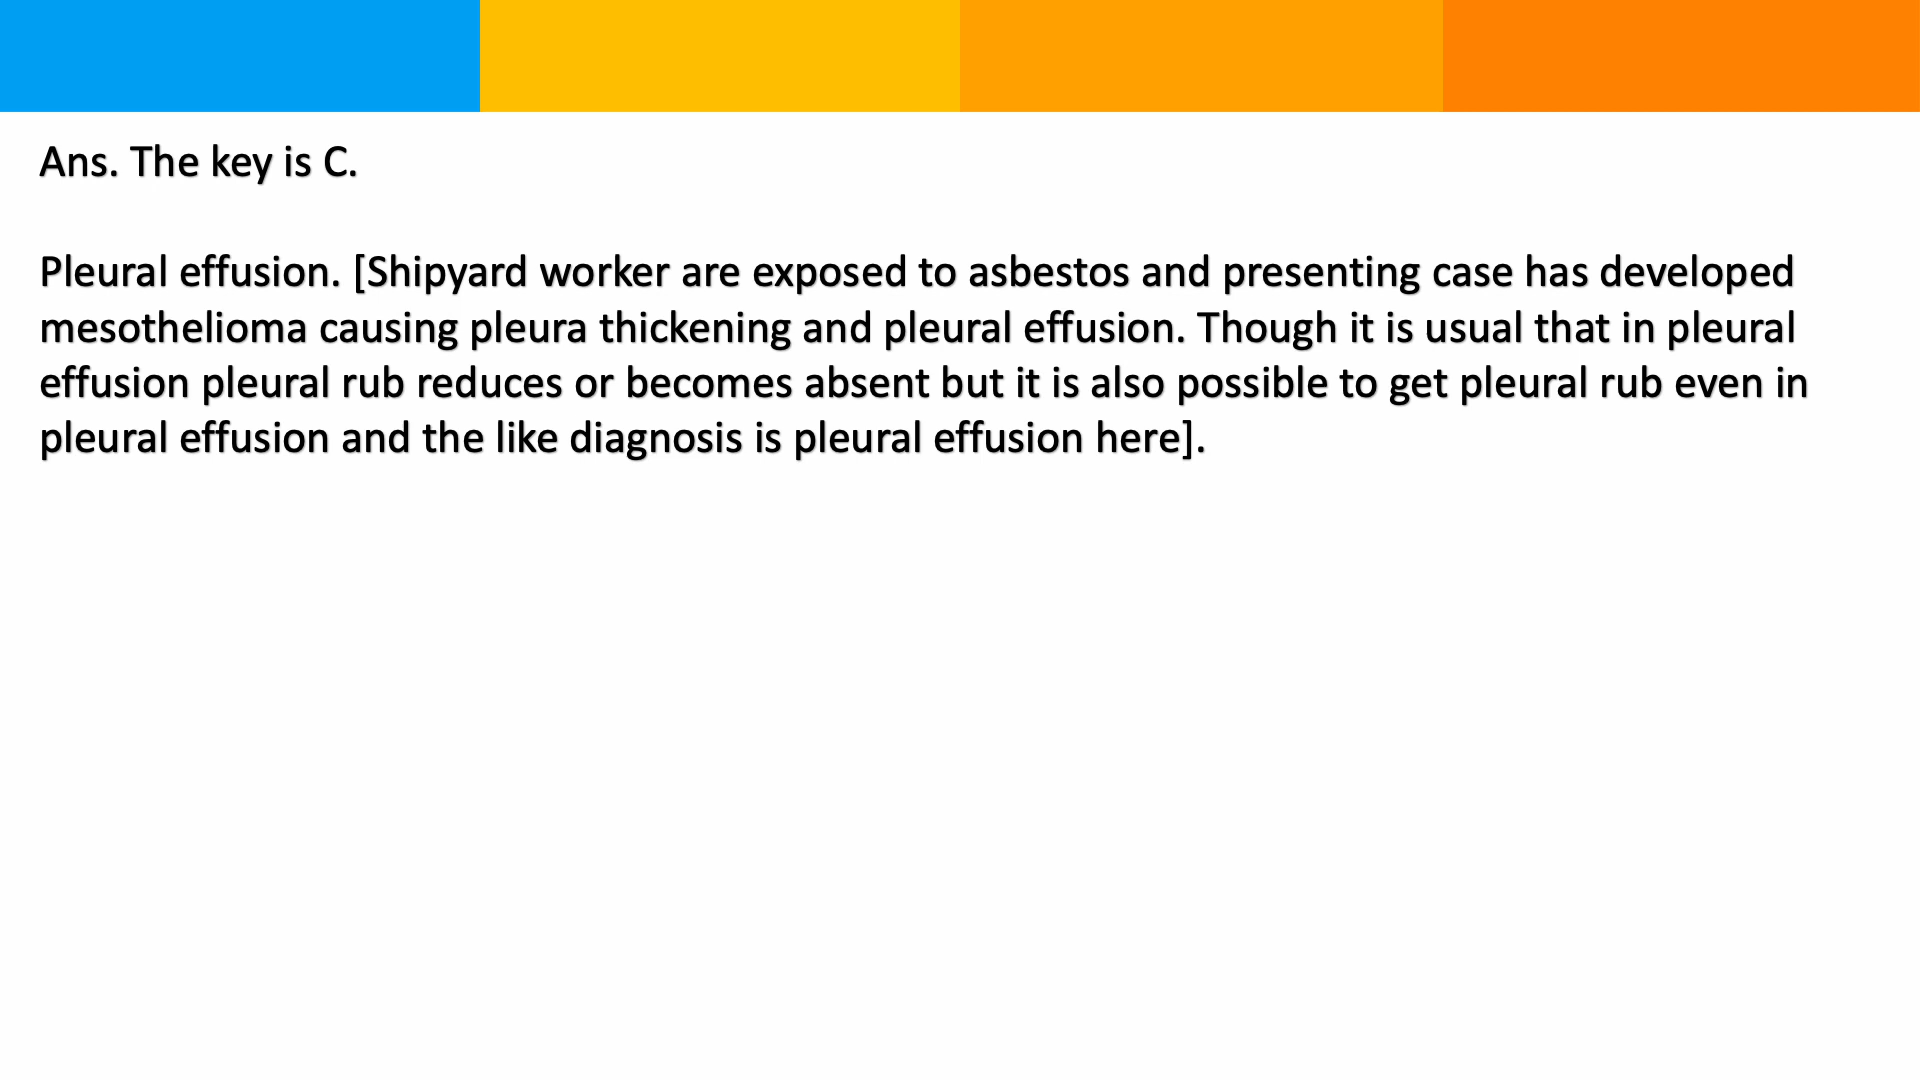 Ans. The key is C.
Pleural effusion. [Shipyard worker are exposed to asbestos and presenting case has developed
mesothelioma causing pleura thickening and pleural effusion. Though it is usual that in pleural
effusion pleural rub reduces or becomes absent but it is also possible to get pleural rub even in
pleural effusion and the like diagnosis is pleural effusion here].